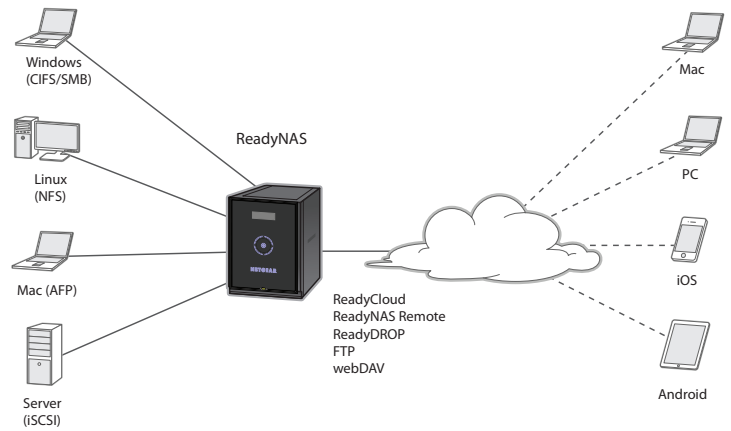 Windows
(CIFS/SMB)
ReadyNAS
Linux
(NFS)
Mac (AFP)
Server
(iSCSI)
NETGEAR
ReadyCloud
ReadyNAS Remote
ReadyDROP
FTP
webDAV
Mac
PC
iOS
Android